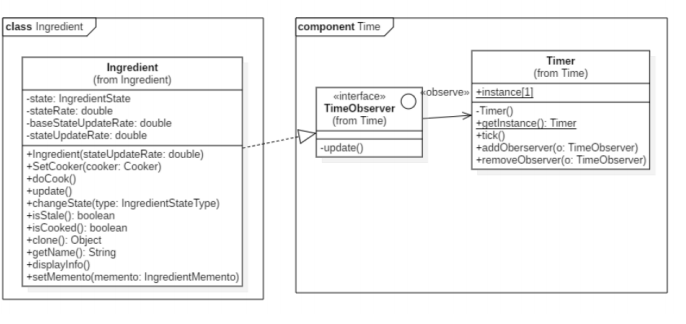 class Ingredient
Ingredient
(from Ingredient)
-state: IngredientState
-stateRate: double
-baseStateUpdateRate: double
-stateUpdateRate: double
+Ingredient(stateUpdateRate: double)
+SetCooker(cooker: Cooker)
+doCook()
+update()
+changeState(type: IngredientStateType)
+isStale(): boolean
+isCooked(): boolean
+clone(): Object
+getName(): String
+displayInfo()
+setMemento(memento: IngredientMemento)
component Time
«interface»
TimeObserver
(from Time)
-update()
«observe»
Timer
(from Time)
+instance[1]
-Timer()
+getInstance(): Timer
+tick()
+addOberserver(o: TimeObserver)
+removeObserver(o: TimeObserver)